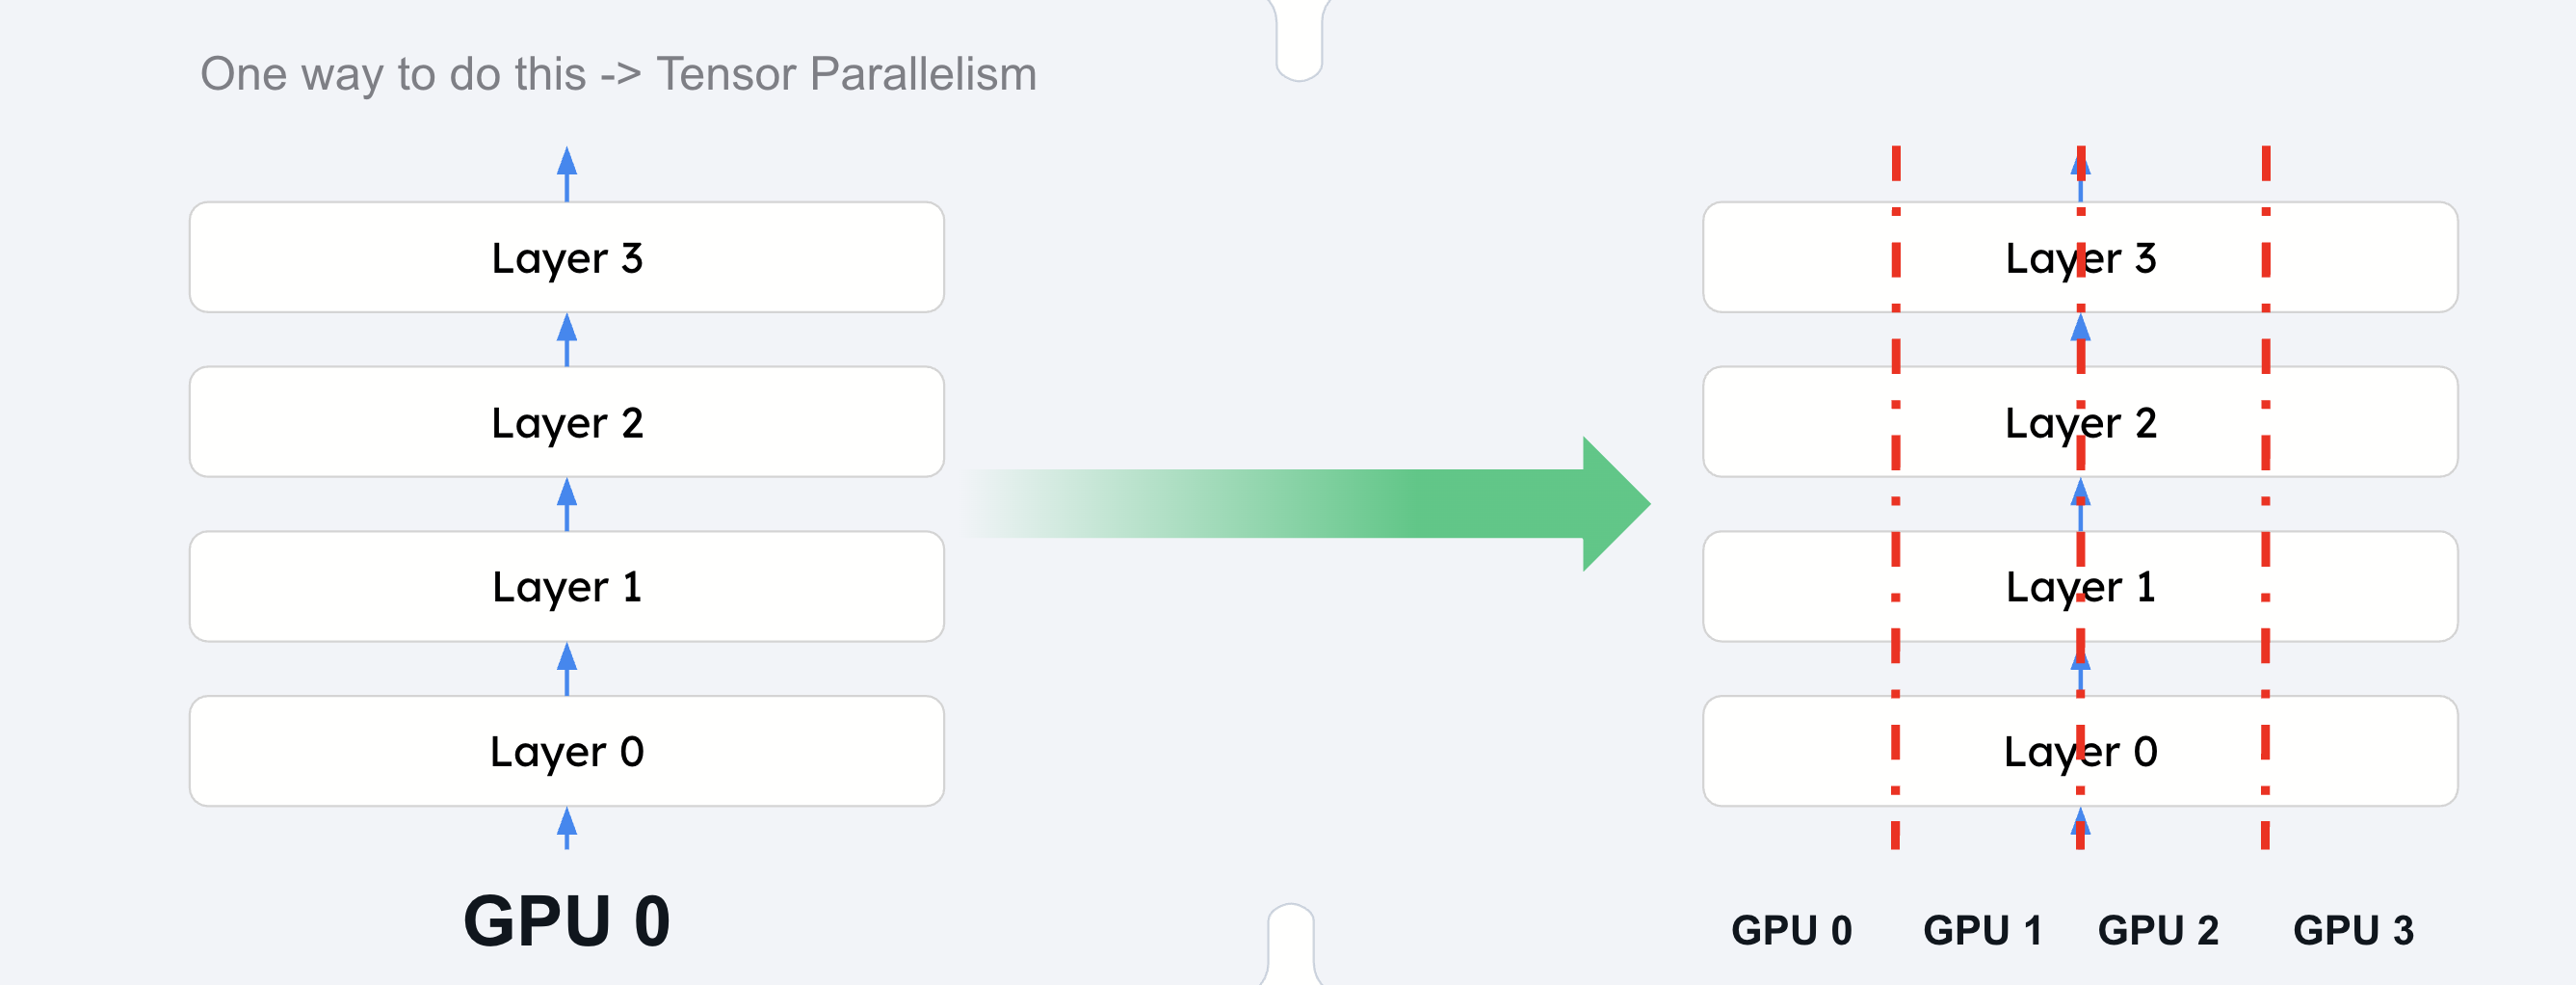 One way to do this -> Tensor Parallelism
Layer 3
Layer 2
Layer 1
Layer 0
GPU 0
Layer 3
Layer 2
Layer 1
Layer 0
GPU 0 GPU 1 GPU 2 GPU 3